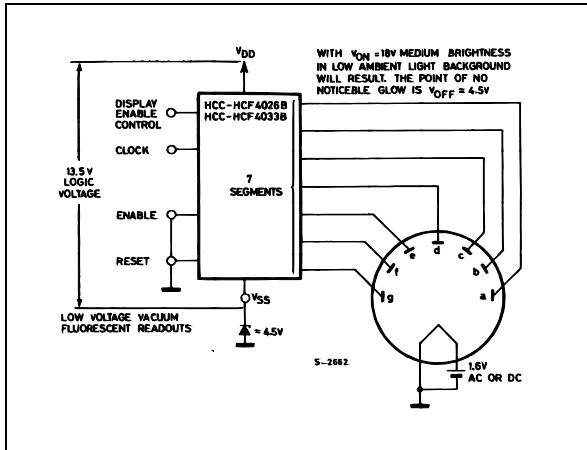 VDD
WITH VON = 18V MEDIUM BRIGHTNESS
IN LOW AMBIENT LIGHT BACKGROUND
WILL RESULT. THE POINT OF NO
NOTICEABLE GLOW IS VOFF = 4.5V
DISPLAY
ENABLE
CONTROL
HCC-HCF4026B
HCC-HCF4033B
CLOCK
13.5V
LOGIC
VOLTAGE
7
SEGMENTS
ENABLE
RESET
a
b
c
d
e
f
g
VSS
LOW VOLTAGE VACUUM
FLUORESCENT READOUTS
≈ 4.5V
S-2662
1.6V
AC OR DC